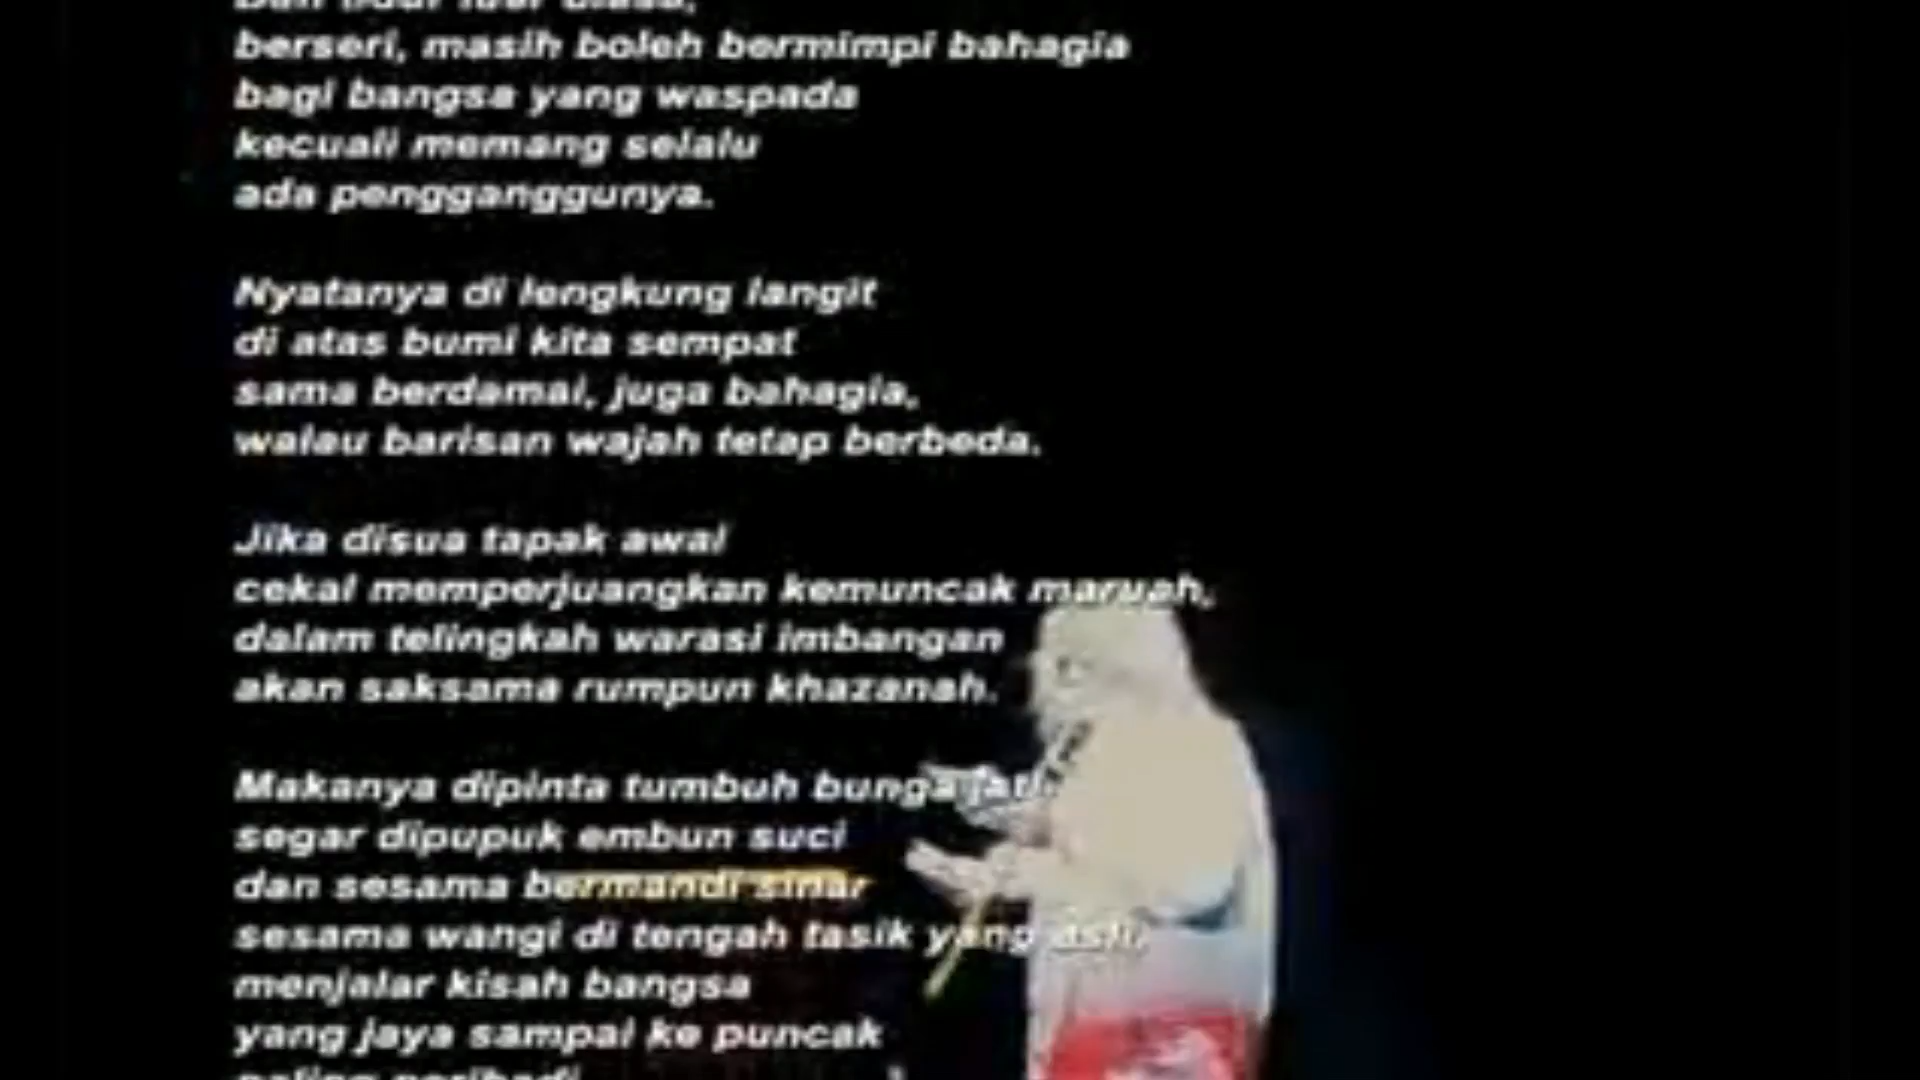 berseri, masih boleh bermimpi bahagia
bagi bangsa yang waspada
kecuali memang selalu
ada pengganggunya.
Nyatanya di lengkung langit
di atas bumi kita sempat
sama berdamai, juga bahagia,
walau barisan wajah tetap berbeda.
Jika disua tapak awal
cekal memperjuangkan kemuncak maruah,
dalam telingkah warasi imbangan
akan saksama rumpun khazanah.
Makanya dipinta tumbuh bunga jati
segar dipupuk embun suci
dan sesama bermandi sinar
sesama wangi di tengah tasik yang asli,
menjalar kisah bangsa
yang jaya sampai ke puncak